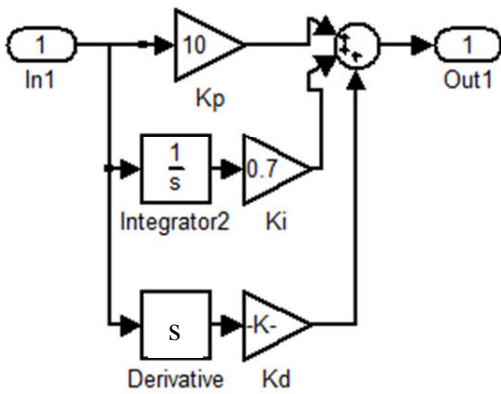 1
In1
10
Kp
1
Out1
1
s
Integrator2
0.7
Ki
s
Derivative
-K-
Kd
+
+
+